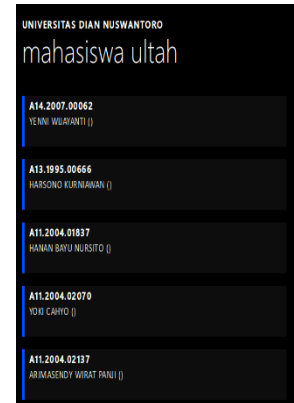 UNIVERSITAS DIAN NUSWANTORO
mahasiswa ultah
A14.2007.00062
YENNI WIJAYANTI ()
A13.1995.00666
HARSONO KURNIAWAN ()
A11.2004.01837
HANAN BAYU NURSITO ()
A11.2004.02070
YOKI CAHYO ()
A11.2004.02137
ARIMASENDY WIRAT PANJI ()